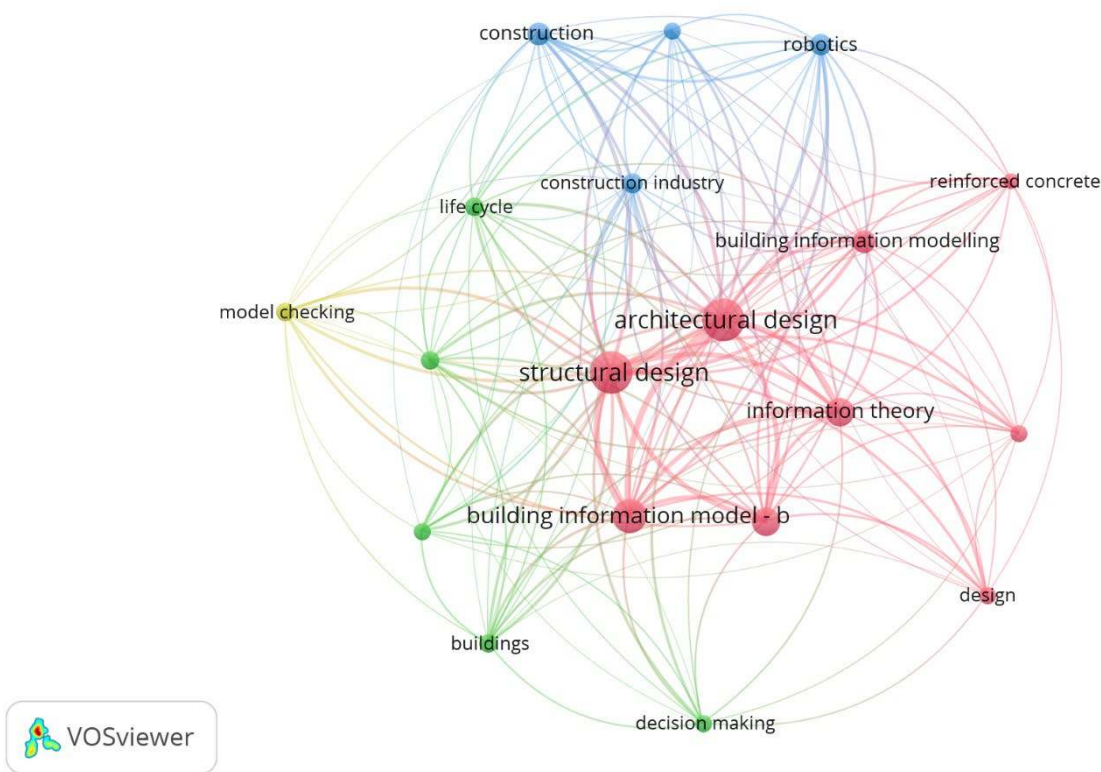 construction
robotics
construction industry
reinforced concrete
life cycle
building information modelling
model checking
architectural design
structural design
information theory
building information model - b
design
buildings
decision making
VOSviewer